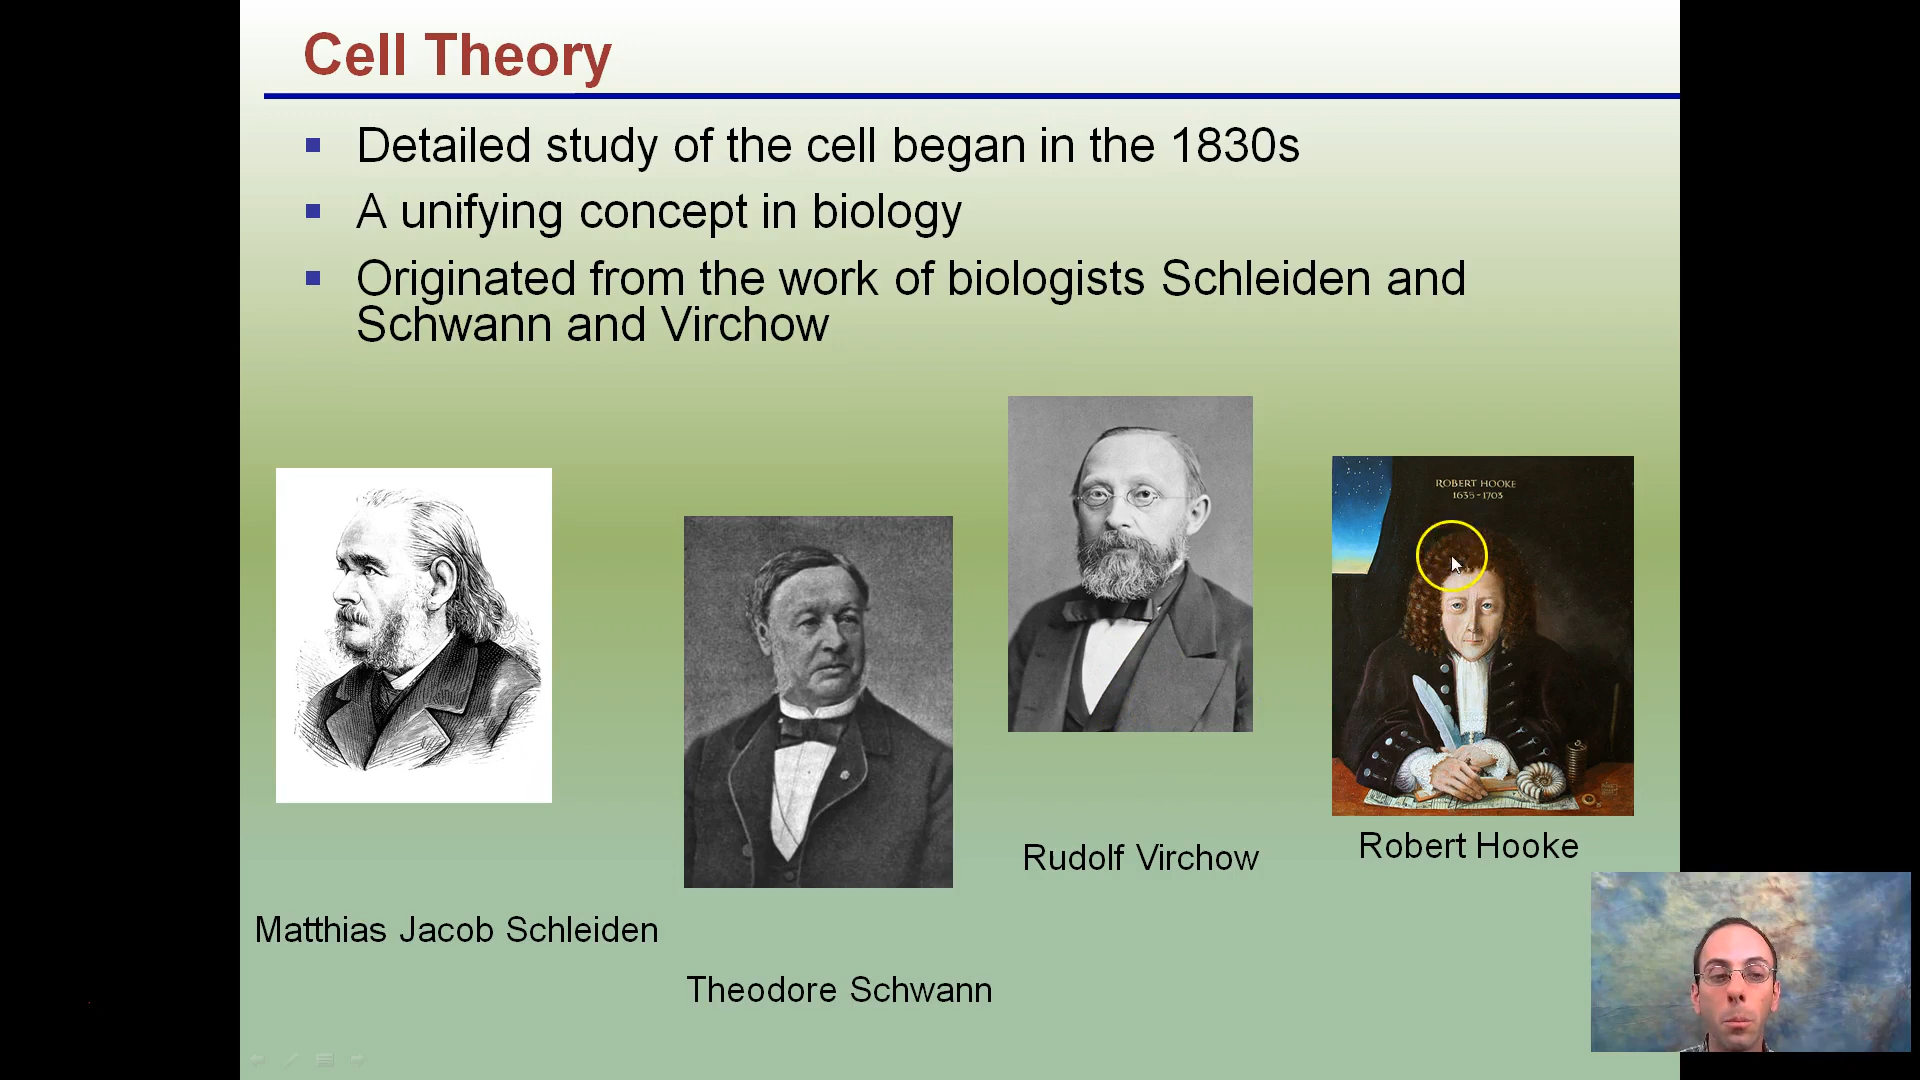 Cell Theory
Detailed study of the cell began in the 1830s
A unifying concept in biology
Originated from the work of biologists Schleiden and
Schwann and Virchow
ROBERT HOOKE
1635-1703
Rudolf Virchow
Robert Hooke
Matthias Jacob Schleiden
Theodore Schwann